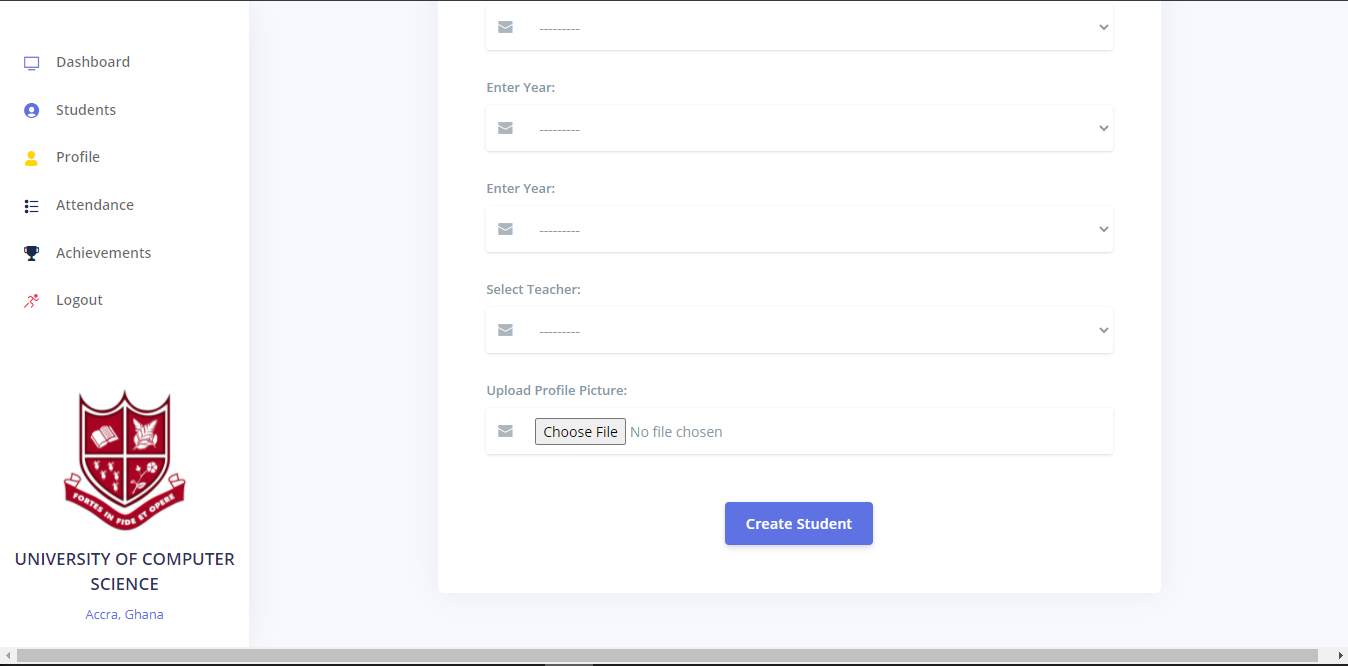 Dashboard
Students
Profile
Attendance
Achievements
Logout
FORTES IN FIDE ET OPERE
UNIVERSITY OF COMPUTER
SCIENCE
Accra, Ghana
---------
Enter Year:
---------
Enter Year:
---------
Select Teacher:
---------
Upload Profile Picture:
Choose File No file chosen
Create Student